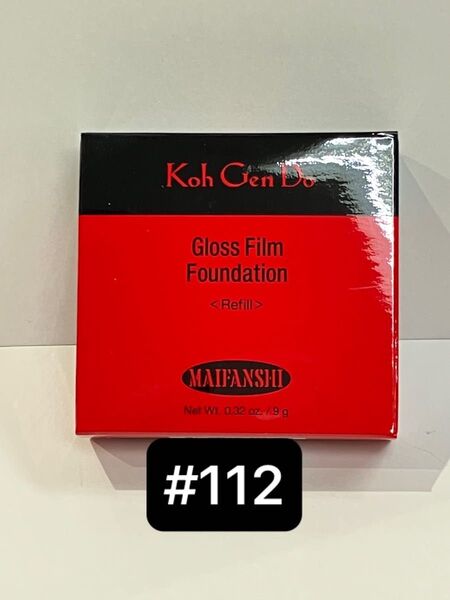 Koh Gen Do
Gloss Film
Foundation
<Refill>
MAIFANSHI
Net Wt. 0.32 oz. / 9 g
#112